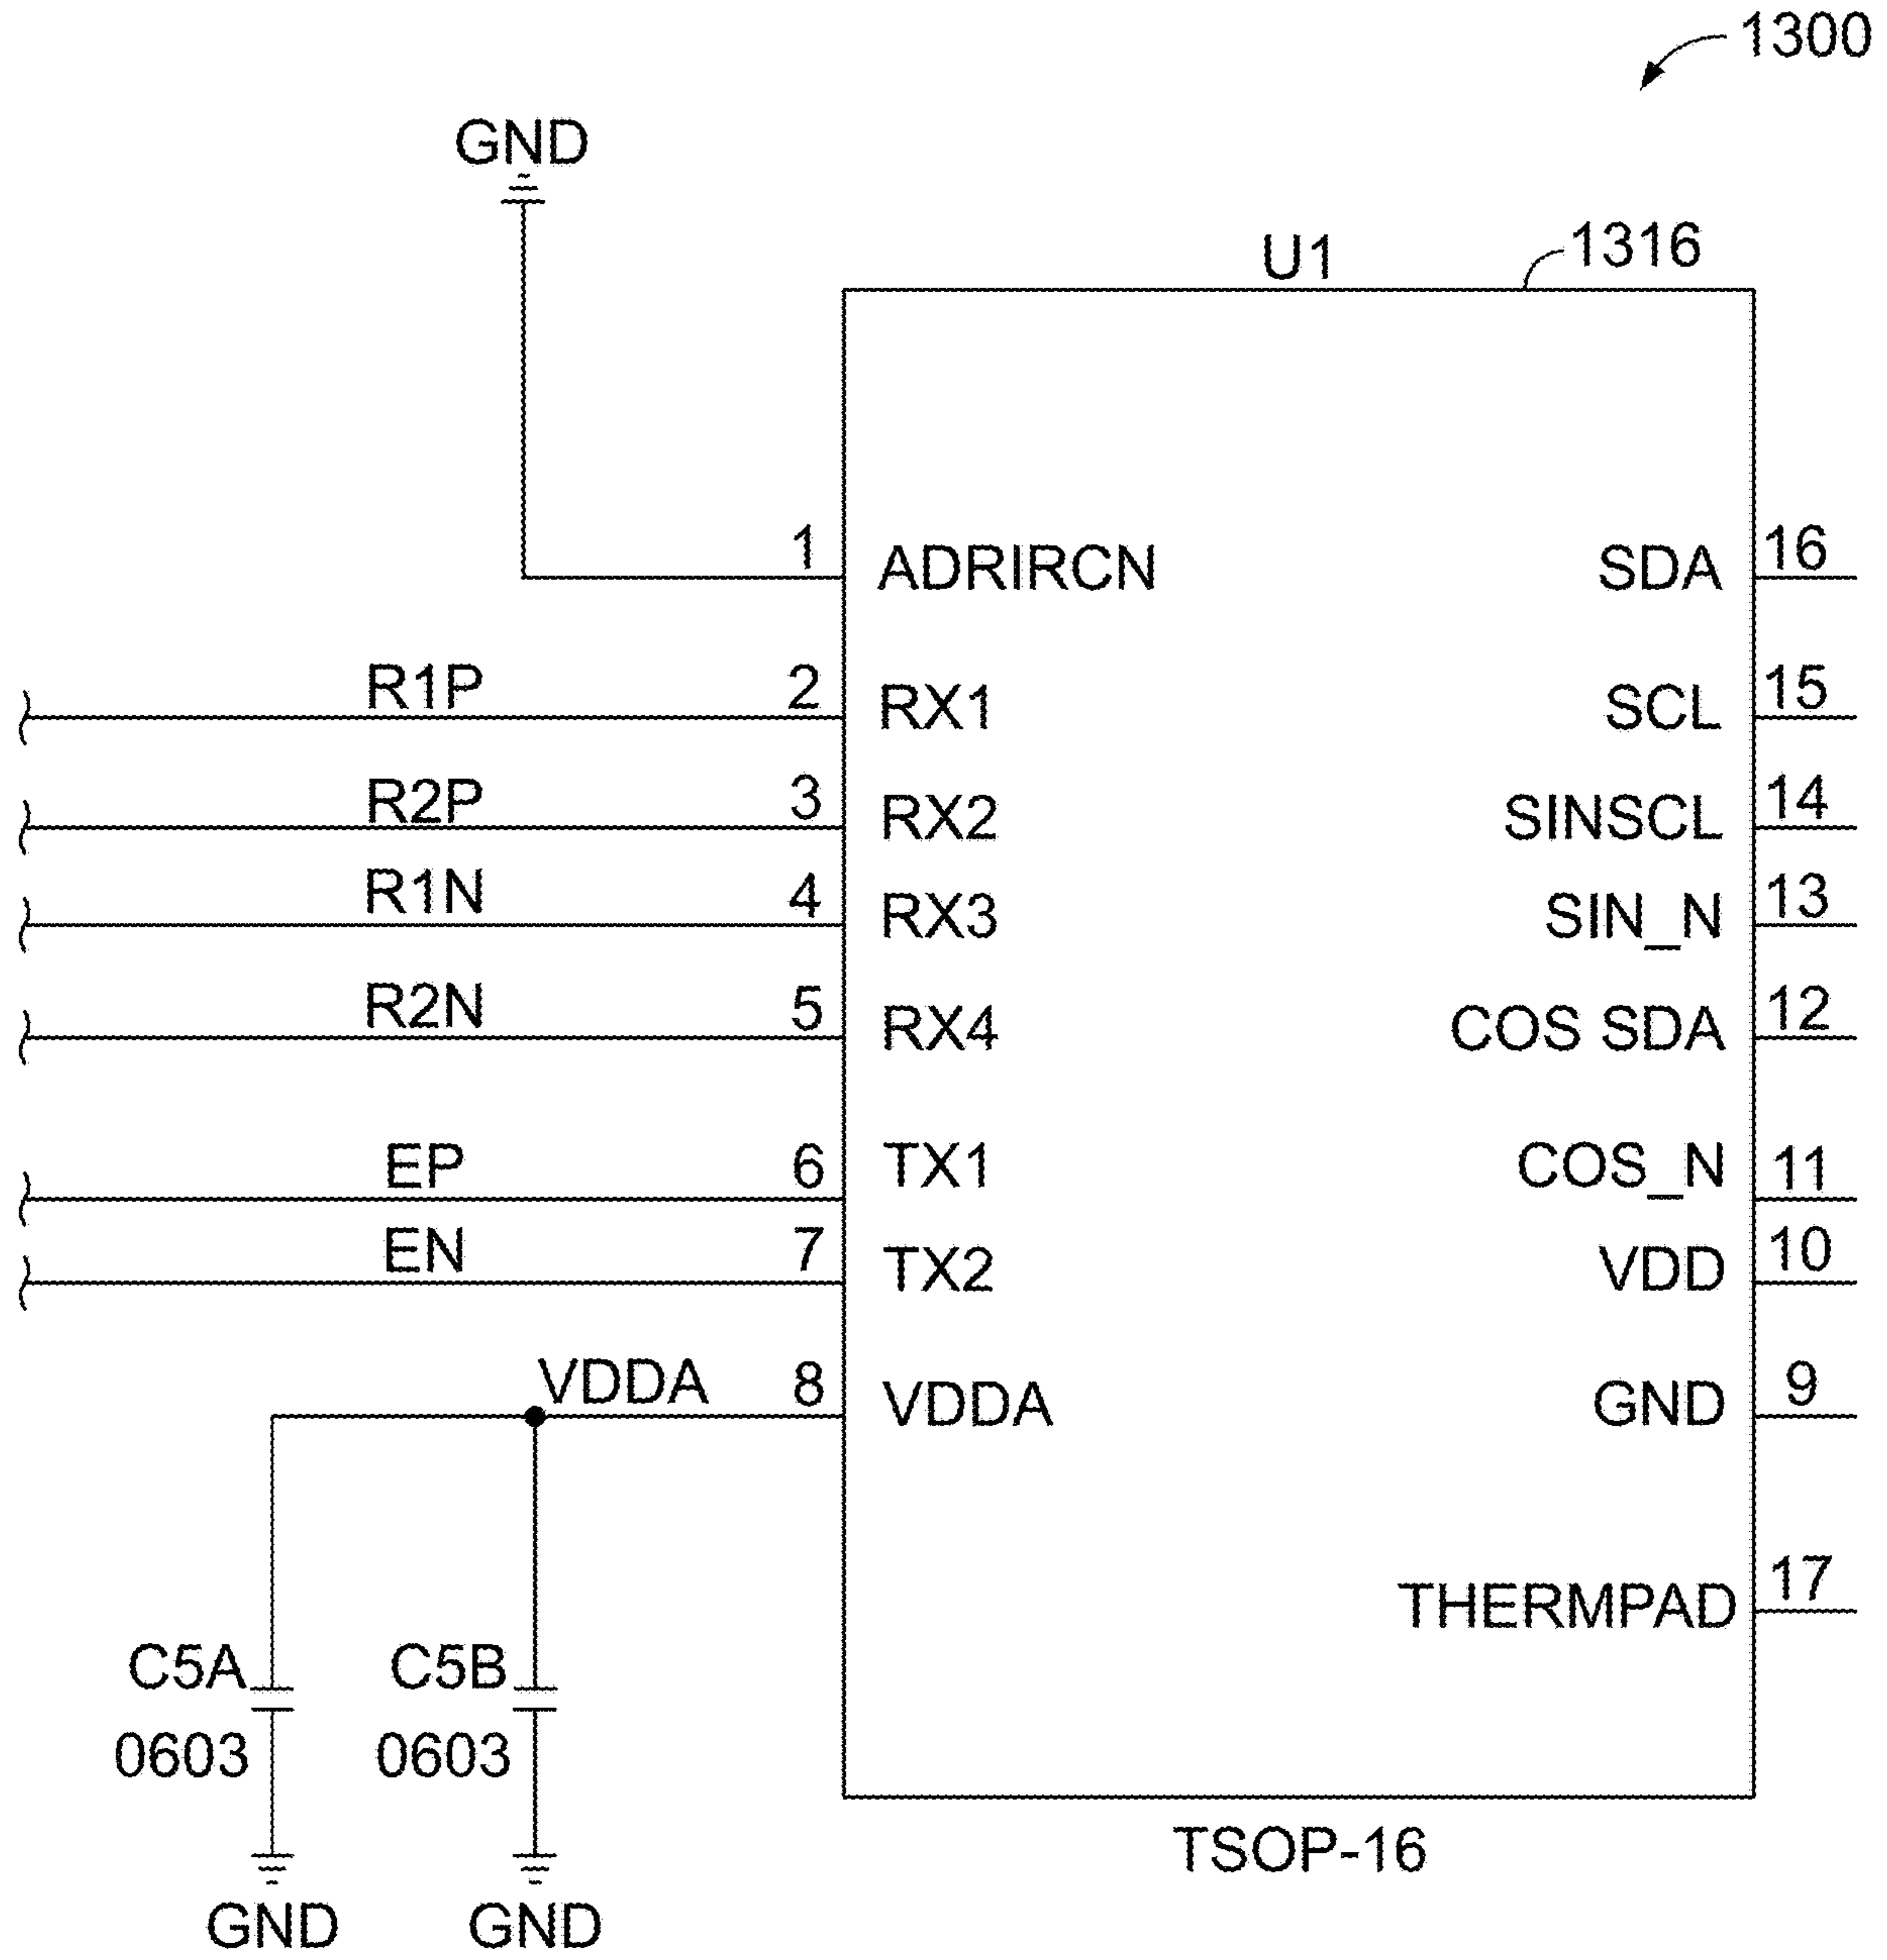 1300
GND
U1
1316
1 ADRIRCN SDA 16
R1P 2 RX1 SCL 15
R2P 3 RX2 SINSCL 14
R1N 4 RX3 SIN_N 13
R2N 5 RX4 COS SDA 12
EP 6 TX1 COS_N 11
EN 7 TX2 VDD 10
VDDA 8 VDDA GND 9
THERMPAD 17
C5A C5B
0603 0603
TSOP-16
GND GND